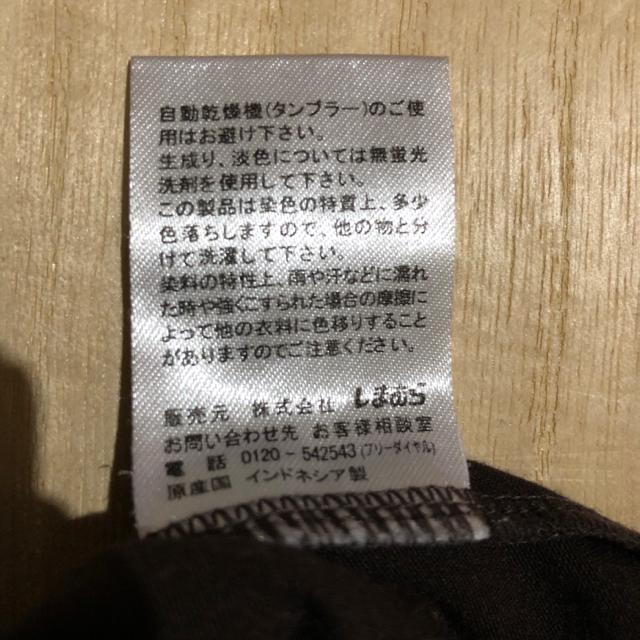 自動乾燥機(タンブラー)のご使
用はお避け下さい。
生成り、淡色については無蛍光
洗剤を使用して下さい。
この製品は染色の特質上、多少
色落ちしますので、他の物と分
けて洗濯して下さい。
染料の特性上、雨や汗などに濡れ
た時や強くこすられた場合の摩擦に
よって他の衣料に色移りすること
がありますのでご注意ください。
販売元 株式会社 しまむら
お問い合わせ先 お客様相談室
電話 0120-542543(フリーダイヤル)
原産国 インドネシア製